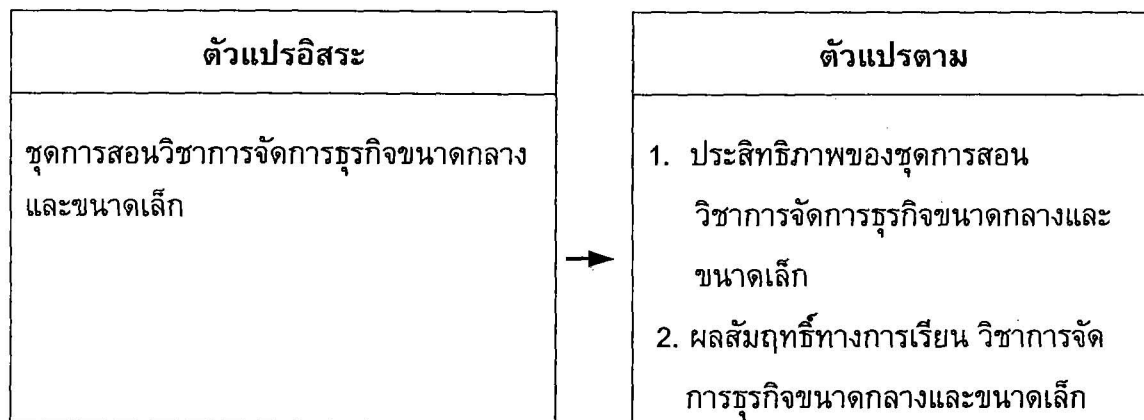 ตัวแปรอิสระ
ชุดการสอนวิชาการจัดการธุรกิจขนาดกลาง
และขนาดเล็ก
ตัวแปรตาม
1. ประสิทธิภาพของชุดการสอน
วิชาการจัดการธุรกิจขนาดกลางและ
ขนาดเล็ก
2. ผลสัมฤทธิ์ทางการเรียน วิชาการจัด
การธุรกิจขนาดกลางและขนาดเล็ก